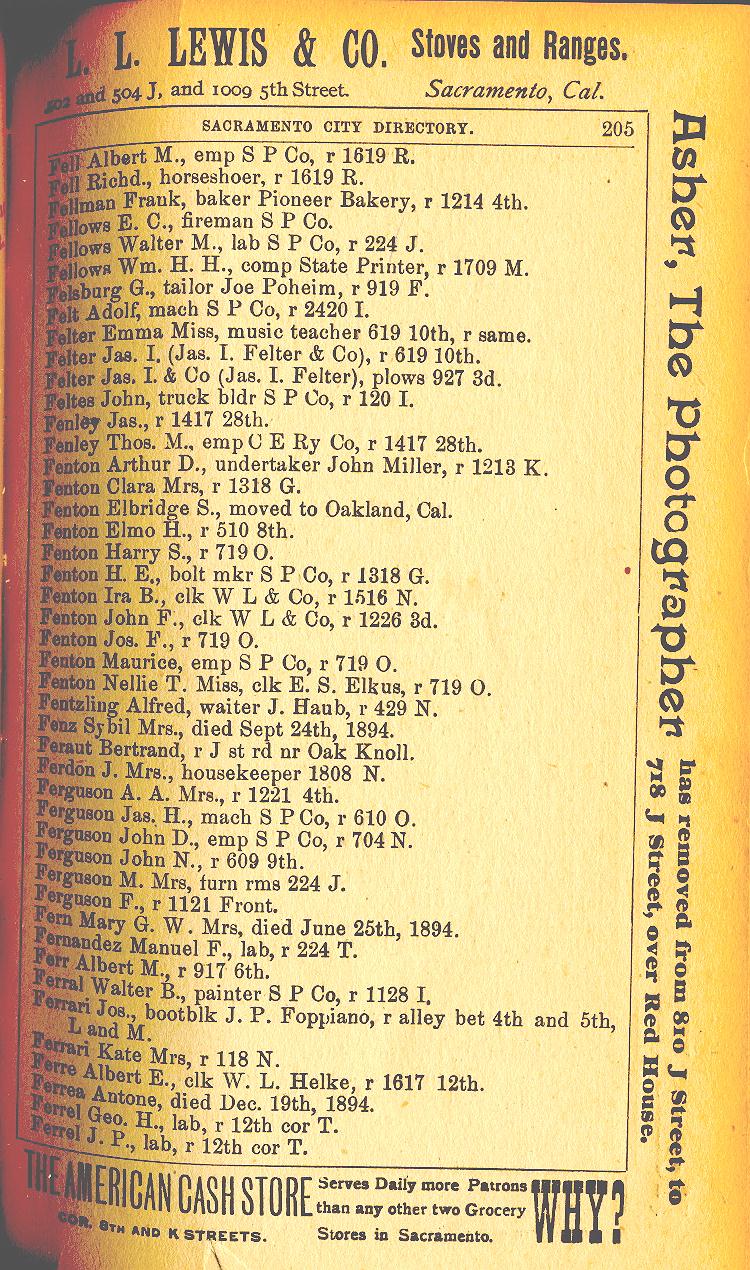 L. L. LEWIS & CO. Stoves and Ranges.
502 and 504 J, and 1009 5th Street. Sacramento, Cal.
SACRAMENTO CITY DIRECTORY. 205
Fell Albert M., emp S P Co, r 1619 R.
Fell Richd., horseshoer, r 1619 R.
Fellman Frank, baker Pioneer Bakery, r 1214 4th.
Fellows E. C., fireman S P Co.
Fellows Walter M., lab S P Co, r 224 J.
Fellows Wm. H. H., comp State Printer, r 1709 M.
Felsburg G., tailor Joe Poheim, r 919 F.
Felt Adolf, mach S P Co, r 2420 I.
Felter Emma Miss, music teacher 619 10th, r same.
Felter Jas. I. (Jas. I. Felter & Co), r 619 10th.
Felter Jas. I. & Co (Jas. I. Felter), plows 927 3d.
Feltes John, truck bldr S P Co, r 120 I.
Fenley Jas., r 1417 28th.
Fenley Thos. M., emp C E Ry Co, r 1417 28th.
Fenton Arthur D., undertaker John Miller, r 1213 K.
Fenton Clara Mrs, r 1318 G.
Fenton Elbridge S., moved to Oakland, Cal.
Fenton Elmo H., r 510 8th.
Fenton Harry S., r 719 O.
Fenton H. E., bolt mkr S P Co, r 1318 G.
Fenton Ira B., clk W L & Co, r 1516 N.
Fenton John F., clk W L & Co, r 1226 3d.
Fenton Jos. F., r 719 O.
Fenton Maurice, emp S P Co, r 719 O.
Fenton Nellie T. Miss, clk E. S. Elkus, r 719 O.
Fentzling Alfred, waiter J. Haub, r 429 N.
Fenz Sybil Mrs., died Sept 24th, 1894.
Feraut Bertrand, r J st rd nr Oak Knoll.
Ferdon J. Mrs., housekeeper 1808 N.
Ferguson A. A. Mrs., r 1221 4th.
Ferguson Jas. H., mach S P Co, r 610 O.
Ferguson John D., emp S P Co, r 704 N.
Ferguson John N., r 609 9th.
Ferguson M. Mrs, furn rms 224 J.
Ferguson F., r 1121 Front.
Fern Mary G. W. Mrs, died June 25th, 1894.
Fernandez Manuel F., lab, r 224 T.
Ferr Albert M., r 917 6th.
Ferral Walter B., painter S P Co, r 1128 I.
Ferrari Jos., bootblk J. P. Foppiano, r alley bet 4th and 5th,
L and M.
Ferrari Kate Mrs, r 118 N.
Ferre Albert E., clk W. L. Helke, r 1617 12th.
Ferrea Antone, died Dec. 19th, 1894.
Ferrel Geo. H., lab, r 12th cor T.
Ferrel J. P., lab, r 12th cor T.
THE AMERICAN CASH STORE
COR. 8TH AND K STREETS.
Serves Daily more Patrons
than any other two Grocery
Stores in Sacramento.
WHY?
Asher, The Photographer
has removed from 810 J Street, to
718 J Street, over Red House.